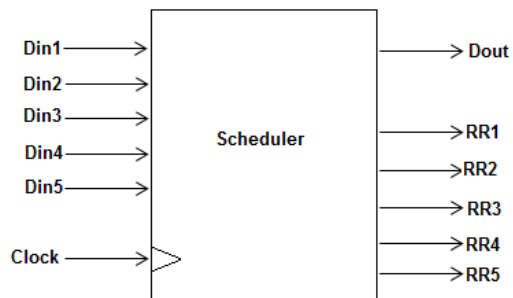 Din1
Din2
Din3
Din4
Din5
Clock
Scheduler
Dout
RR1
RR2
RR3
RR4
RR5